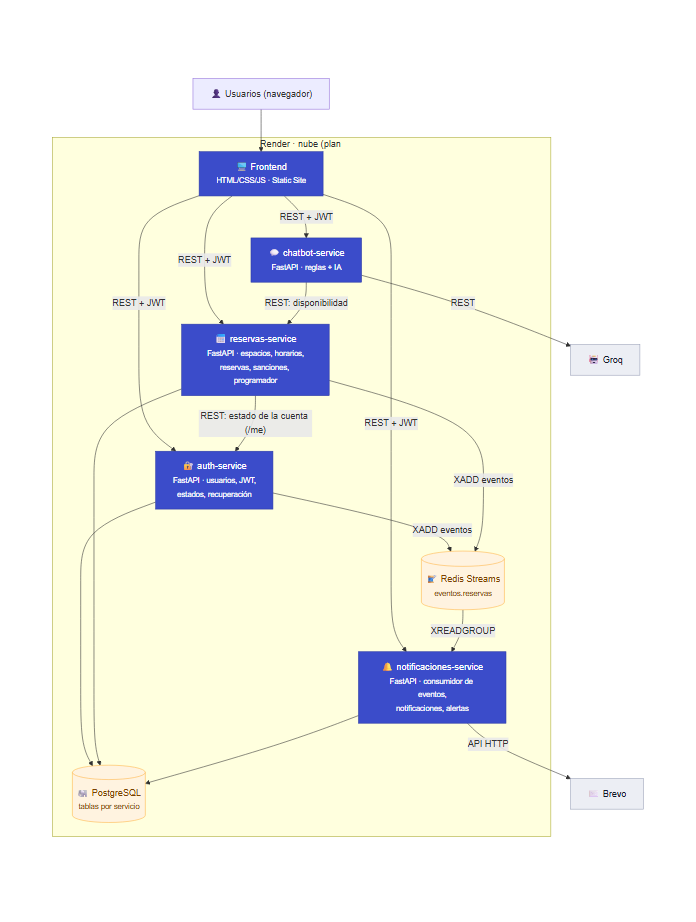 Usuarios (navegador)
Render · nube (plan
Frontend
HTML/CSS/JS · Static Site
REST + JWT
chatbot-service
FastAPI · reglas + IA
REST + JWT
REST + JWT
REST: disponibilidad
REST
reservas-service
FastAPI · espacios, horarios,
reservas, sanciones,
programador
Groq
REST: estado de la cuenta
(/me)
REST + JWT
auth-service
FastAPI · usuarios, JWT,
estados, recuperación
XADD eventos
XADD eventos
Redis Streams
eventos.reservas
XREADGROUP
notificaciones-service
FastAPI · consumidor de
eventos,
notificaciones, alertas
API HTTP
PostgreSQL
tablas por servicio
Brevo